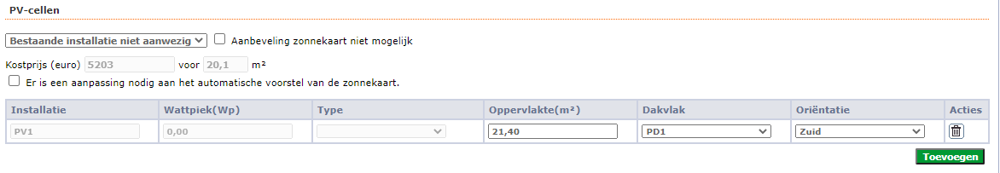 PV-cellen
Bestaande installatie niet aanwezig Aanbeveling zonnekaart niet mogelijk
Kostprijs (euro) 5203 voor 20,1 m²
Er is een aanpassing nodig aan het automatische voorstel van de zonnekaart.
Installatie Wattpiek(Wp) Type Oppervlakte(m²) Dakvlak Oriëntatie Acties
PV1 0,00 21,40 PD1 Zuid
Toevoegen